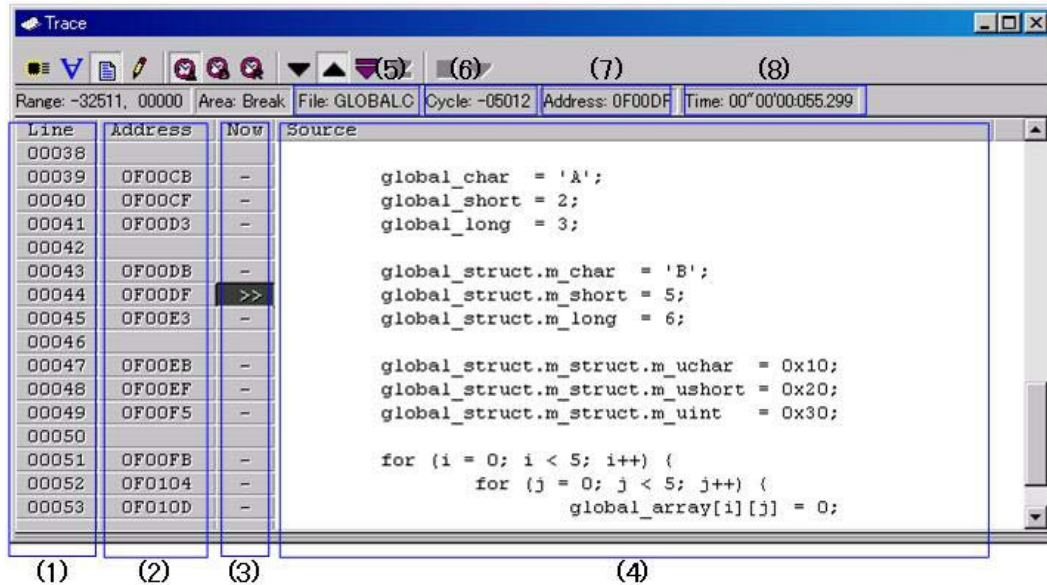 Trace
(5) (6) (7) (8)
Range: -32511, 00000 Area: Break File: GLOBAL.C Cycle: -05012 Address: 0F00DF Time: 00"00'00:055.299
Line Address Now Source
00038
00039 0F00CB - global_char = 'A';
00040 0F00CF - global_short = 2;
00041 0F00D3 - global_long = 3;
00042
00043 0F00DB - global_struct.m_char = 'B';
00044 0F00DF >> global_struct.m_short = 5;
00045 0F00E3 - global_struct.m_long = 6;
00046
00047 0F00EB - global_struct.m_struct.m_uchar = 0x10;
00048 0F00EF - global_struct.m_struct.m_ushort = 0x20;
00049 0F00F5 - global_struct.m_struct.m_uint = 0x30;
00050
00051 0F00FB - for (i = 0; i < 5; i++) {
00052 0F0104 - for (j = 0; j < 5; j++) {
00053 0F010D - global_array[i][j] = 0;
(1) (2) (3) (4)